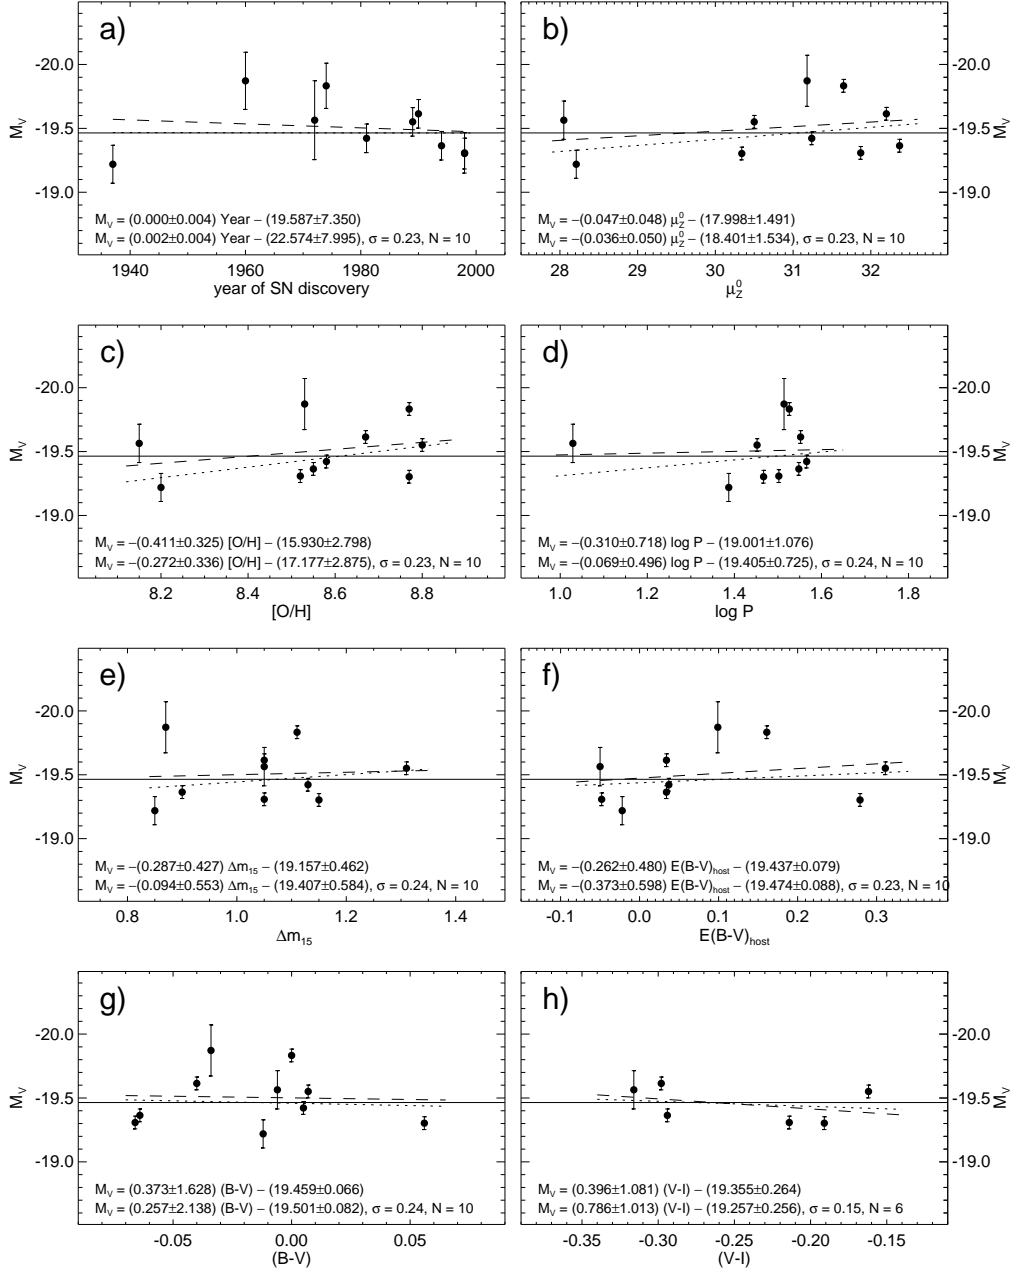 a)
-20.0
-19.5
-19.0
M_V
M_V = (0.000±0.004) Year − (19.587±7.350)
M_V = (0.002±0.004) Year − (22.574±7.995), σ = 0.23, N = 10
1940 1960 1980 2000
year of SN discovery
b)
-20.0
-19.5
-19.0
M_V
M_V = −(0.047±0.048) μ_Z^0 − (17.998±1.491)
M_V = −(0.036±0.050) μ_Z^0 − (18.401±1.534), σ = 0.23, N = 10
28 29 30 31 32
μ_Z^0
c)
-20.0
-19.5
-19.0
M_V
M_V = −(0.411±0.325) [O/H] − (15.930±2.798)
M_V = −(0.272±0.336) [O/H] − (17.177±2.875), σ = 0.23, N = 10
8.2 8.4 8.6 8.8
[O/H]
d)
-20.0
-19.5
-19.0
M_V
M_V = −(0.310±0.718) log P − (19.001±1.076)
M_V = −(0.069±0.496) log P − (19.405±0.725), σ = 0.24, N = 10
1.0 1.2 1.4 1.6 1.8
log P
e)
-20.0
-19.5
-19.0
M_V
M_V = −(0.287±0.427) Δm_15 − (19.157±0.462)
M_V = −(0.094±0.553) Δm_15 − (19.407±0.584), σ = 0.24, N = 10
0.8 1.0 1.2 1.4
Δm_15
f)
-20.0
-19.5
-19.0
M_V
M_V = −(0.262±0.480) E(B-V)_host − (19.437±0.079)
M_V = −(0.373±0.598) E(B-V)_host − (19.474±0.088), σ = 0.23, N = 10
-0.1 0.0 0.1 0.2 0.3
E(B-V)_host
g)
-20.0
-19.5
-19.0
M_V
M_V = (0.373±1.628) (B-V) − (19.459±0.066)
M_V = (0.257±2.138) (B-V) − (19.501±0.082), σ = 0.24, N = 10
-0.05 0.00 0.05
(B-V)
h)
-20.0
-19.5
-19.0
M_V
M_V = (0.396±1.081) (V-I) − (19.355±0.264)
M_V = (0.786±1.013) (V-I) − (19.257±0.256), σ = 0.15, N = 6
-0.35 -0.30 -0.25 -0.20 -0.15
(V-I)